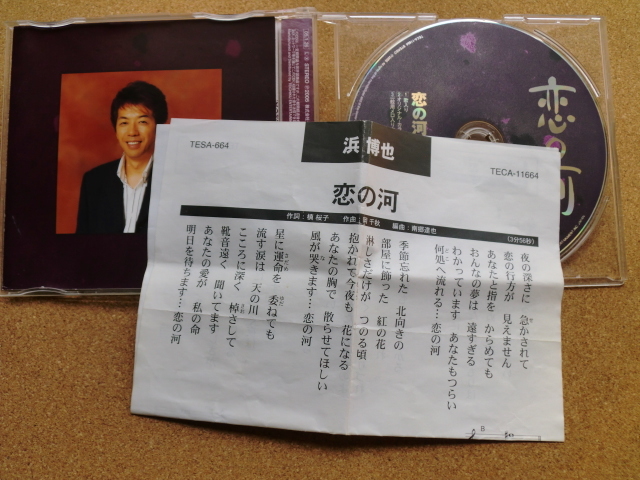 TESA-664
浜博也
TECA-11664
恋の河
作詞：槙 桜子 作曲：宮 千秋 編曲：南郷達也
(3分56秒)
夜の深さに 急かされて
恋の行方が 見えません
あなたと指を からめても
おんなの夢は 遠すぎる
わかっています あなたもつらい
何処へ流れる…恋の河
季節忘れた 北向きの
部屋に飾った 紅の花
淋しさだけが つのる頃
抱かれて今夜も 花になる
あなたの胸で 散らせてほしい
風が哭きます…恋の河
星に運命を 委ねても
流す涙は 天の川
こころに深く 棹さして
靴音遠く 聞いてます
あなたの愛が 私の命
明日を待ちます…恋の河
恋の河
恋の河